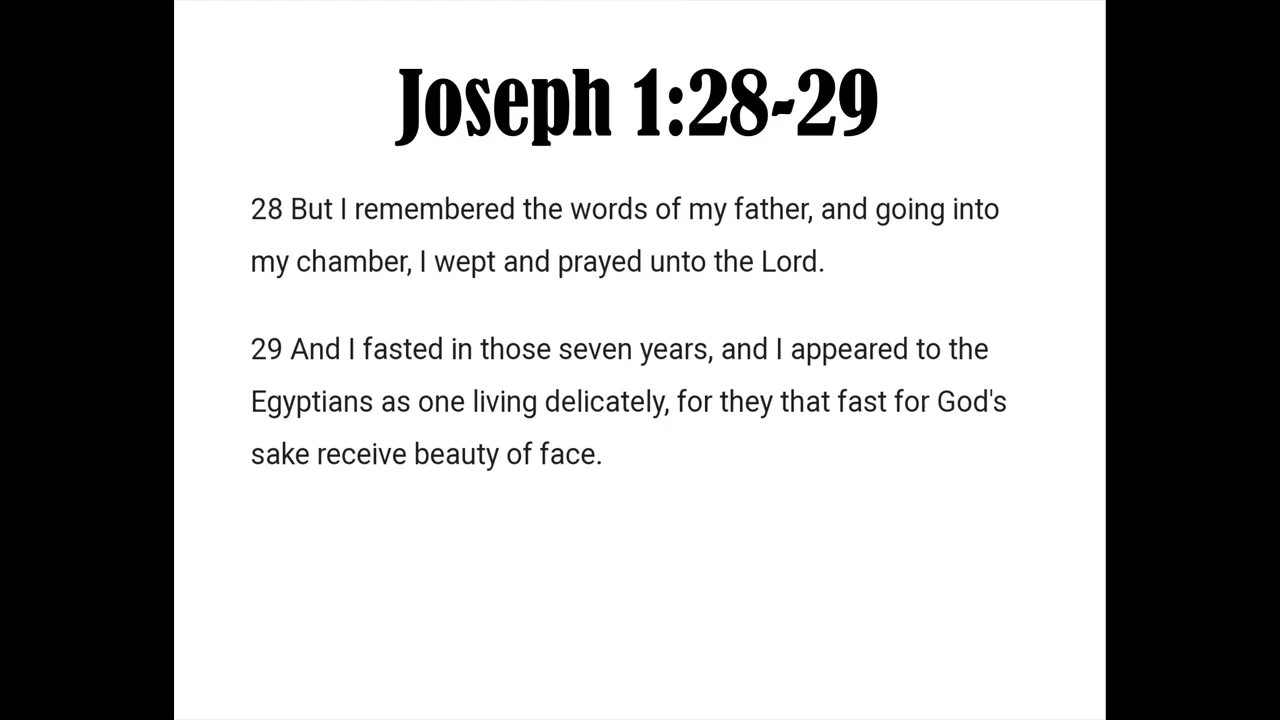 Joseph 1:28-29
28 But I remembered the words of my father, and going into
my chamber, I wept and prayed unto the Lord.
29 And I fasted in those seven years, and I appeared to the
Egyptians as one living delicately, for they that fast for God's
sake receive beauty of face.